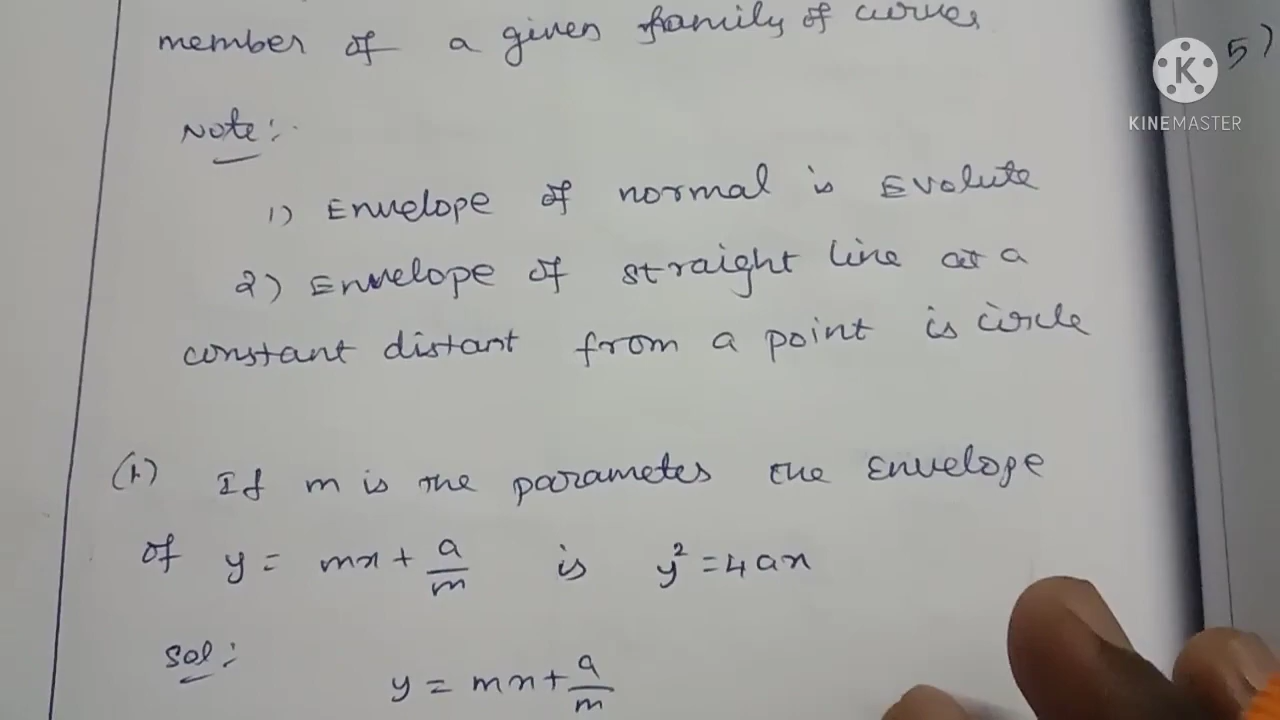 member of a given family of curves
Note:
1) Envelope of normal is Evolute
2) Envelope of straight line at a
constant distant from a point is circle
(1) If m is the parameter the Envelope
of y = mx + a/m is y² = 4ax
Sol:
y = mx + a/m
5)
K
KINEMASTER